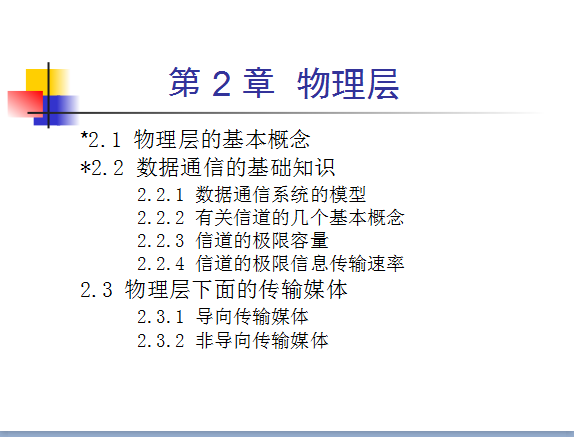 第 2 章 物理层
*2.1 物理层的基本概念
*2.2 数据通信的基础知识
2.2.1 数据通信系统的模型
2.2.2 有关信道的几个基本概念
2.2.3 信道的极限容量
2.2.4 信道的极限信息传输速率
2.3 物理层下面的传输媒体
2.3.1 导向传输媒体
2.3.2 非导向传输媒体